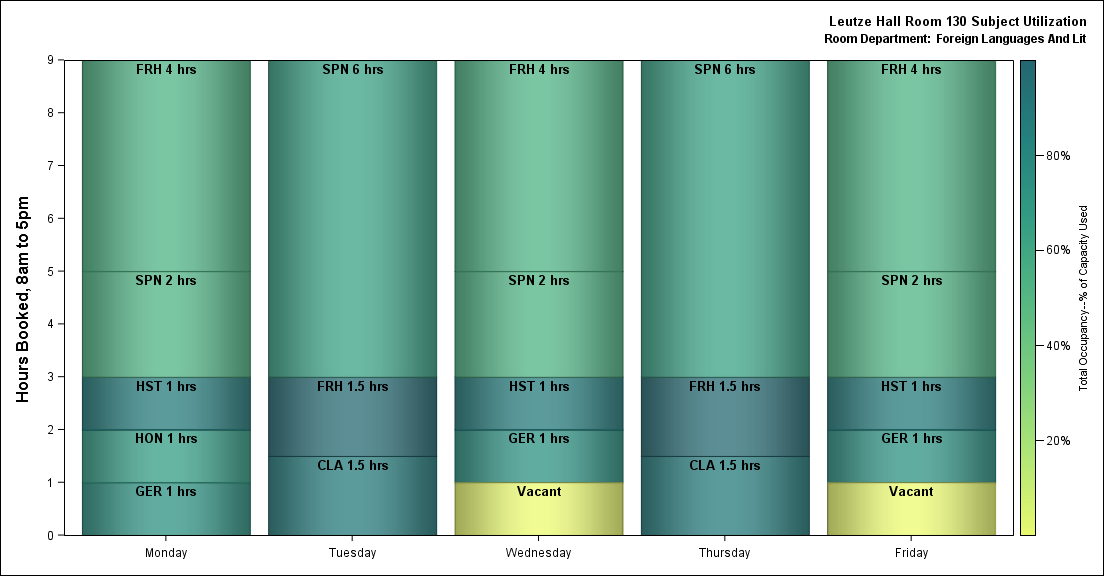 Leutze Hall Room 130 Subject Utilization
Room Department: Foreign Languages And Lit
Hours Booked, 8am to 5pm
9
8
7
6
5
4
3
2
1
0
FRH 4 hrs
SPN 2 hrs
HST 1 hrs
HON 1 hrs
GER 1 hrs
Monday
SPN 6 hrs
FRH 1.5 hrs
CLA 1.5 hrs
Tuesday
FRH 4 hrs
SPN 2 hrs
HST 1 hrs
GER 1 hrs
Vacant
Wednesday
SPN 6 hrs
FRH 1.5 hrs
CLA 1.5 hrs
Thursday
FRH 4 hrs
SPN 2 hrs
HST 1 hrs
GER 1 hrs
Vacant
Friday
80%
60%
40%
20%
Total Occupancy--% of Capacity Used